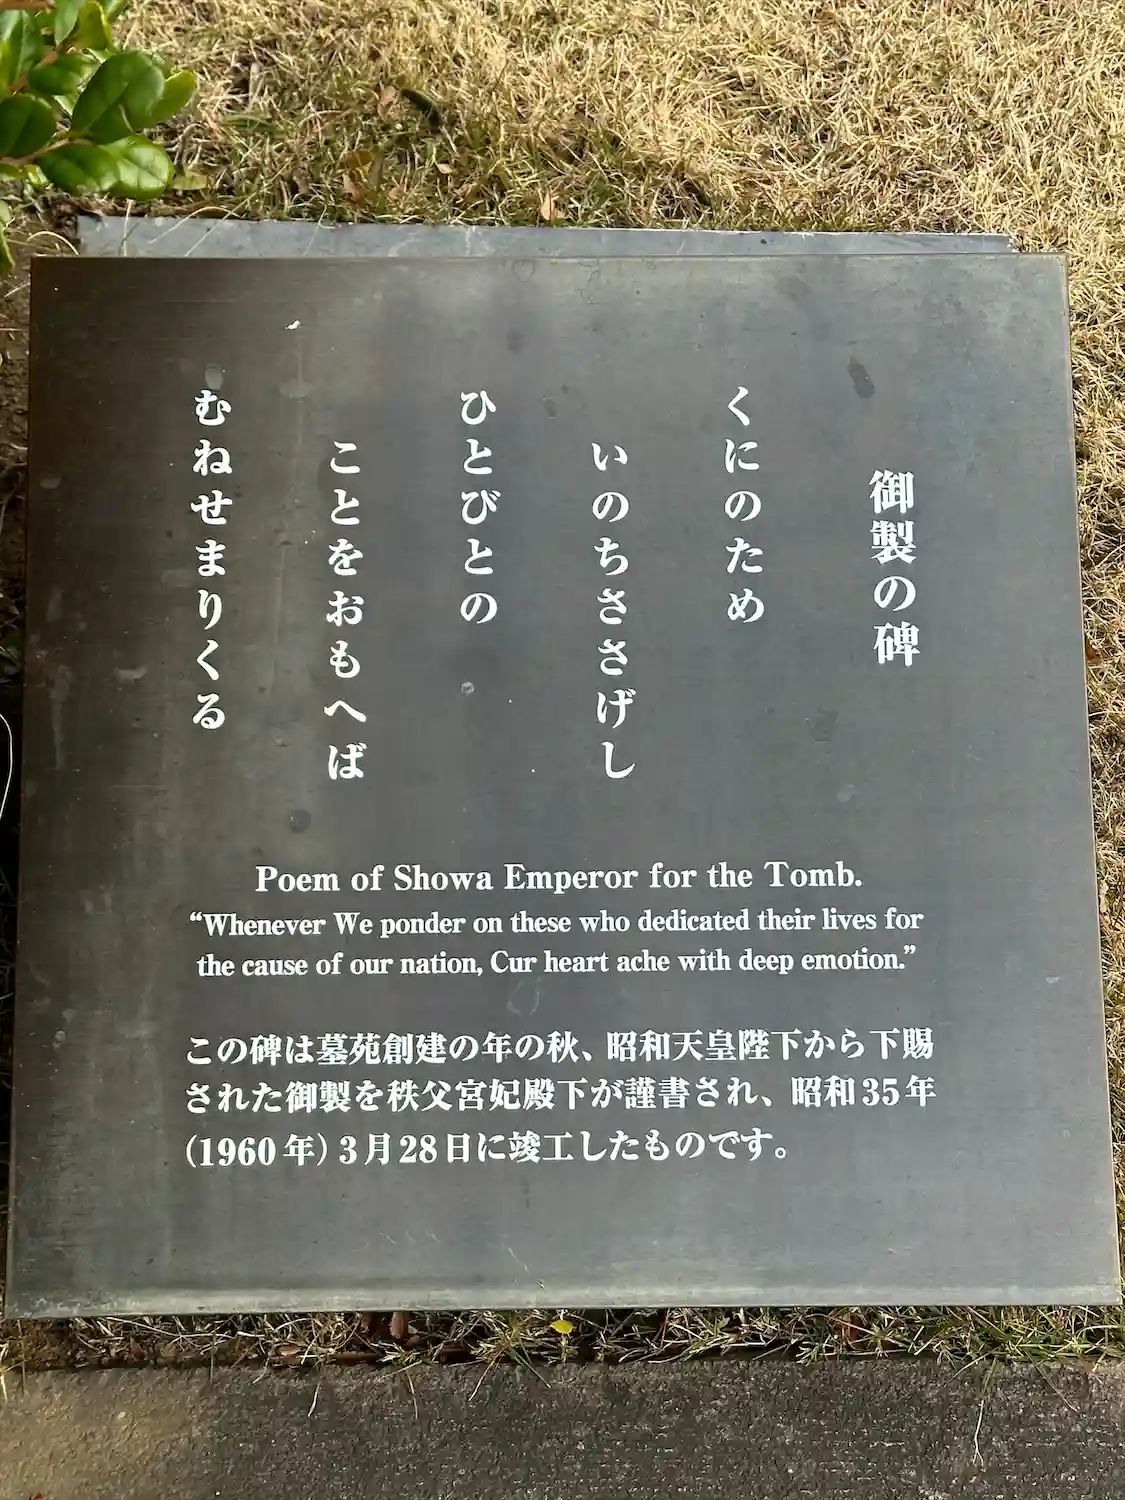 御製の碑
くにのため
いのちささげし
ひとびとの
ことをおもへば
むねせまりくる
Poem of Showa Emperor for the Tomb.
“Whenever We ponder on these who dedicated their lives for
the cause of our nation, Cur heart ache with deep emotion.”
この碑は墓苑創建の年の秋、昭和天皇陛下から下賜
された御製を秩父宮妃殿下が謹書され、昭和35年
(1960年)3月28日に竣工したものです。